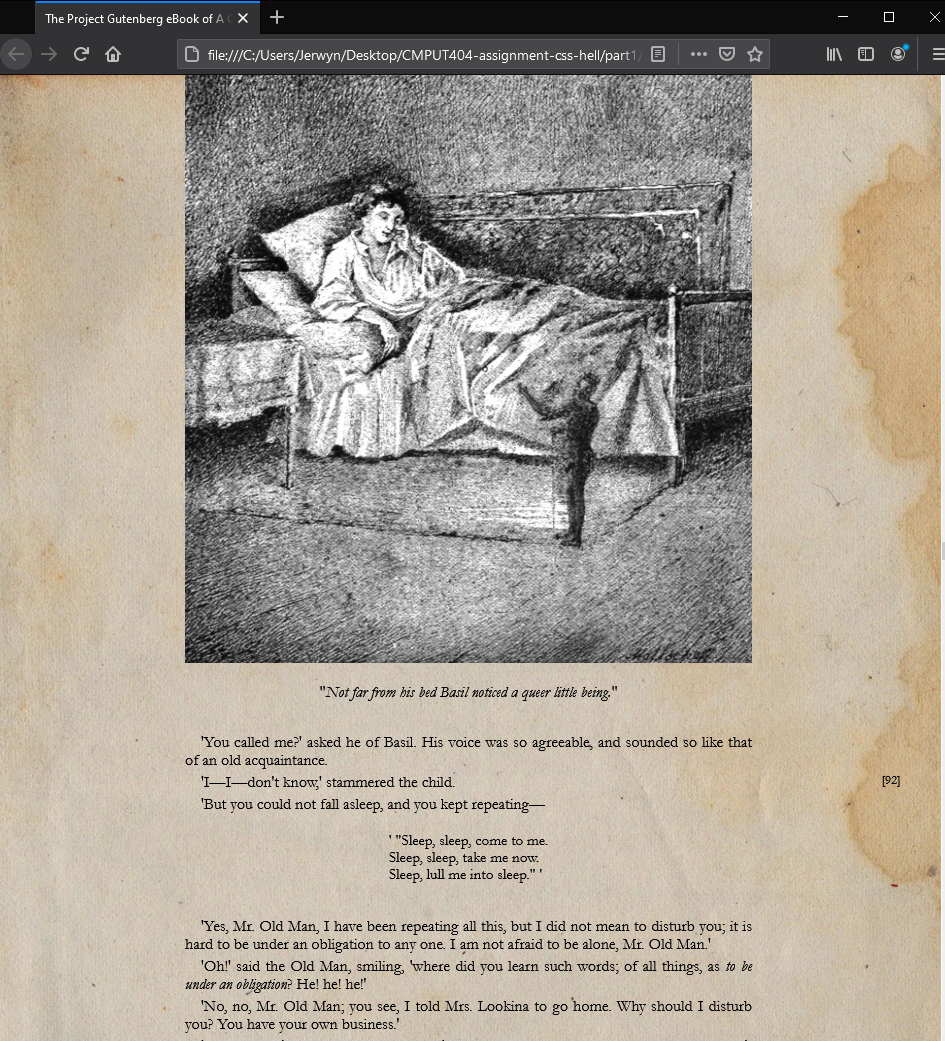 The Project Gutenberg eBook of A
file:///C:/Users/Jerwyn/Desktop/CMPUT404-assignment-css-hell/part1/
"Not far from his bed Basil noticed a queer little being."
'You called me?' asked he of Basil. His voice was so agreeable, and sounded so like that
of an old acquaintance.
'I—I—don't know,' stammered the child.
[92]
'But you could not fall asleep, and you kept repeating—
' "Sleep, sleep, come to me.
Sleep, sleep, take me now.
Sleep, lull me into sleep." '
'Yes, Mr. Old Man, I have been repeating all this, but I did not mean to disturb you; it is
hard to be under an obligation to any one. I am not afraid to be alone, Mr. Old Man.'
'Oh!' said the Old Man, smiling, 'where did you learn such words; of all things, as to be
under an obligation? He! he! he!'
'No, no, Mr. Old Man; you see, I told Mrs. Lookina to go home. Why should I disturb
you? You have your own business.'